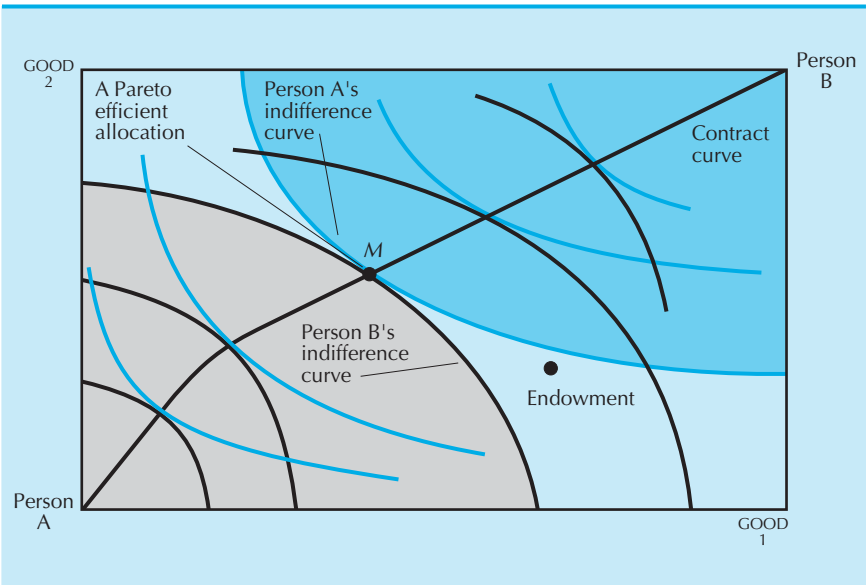 GOOD
2
A Pareto
efficient
allocation
Person A's
indifference
curve
Person
B
Contract
curve
M
Person B's
indifference
curve
Endowment
Person
A
GOOD
1